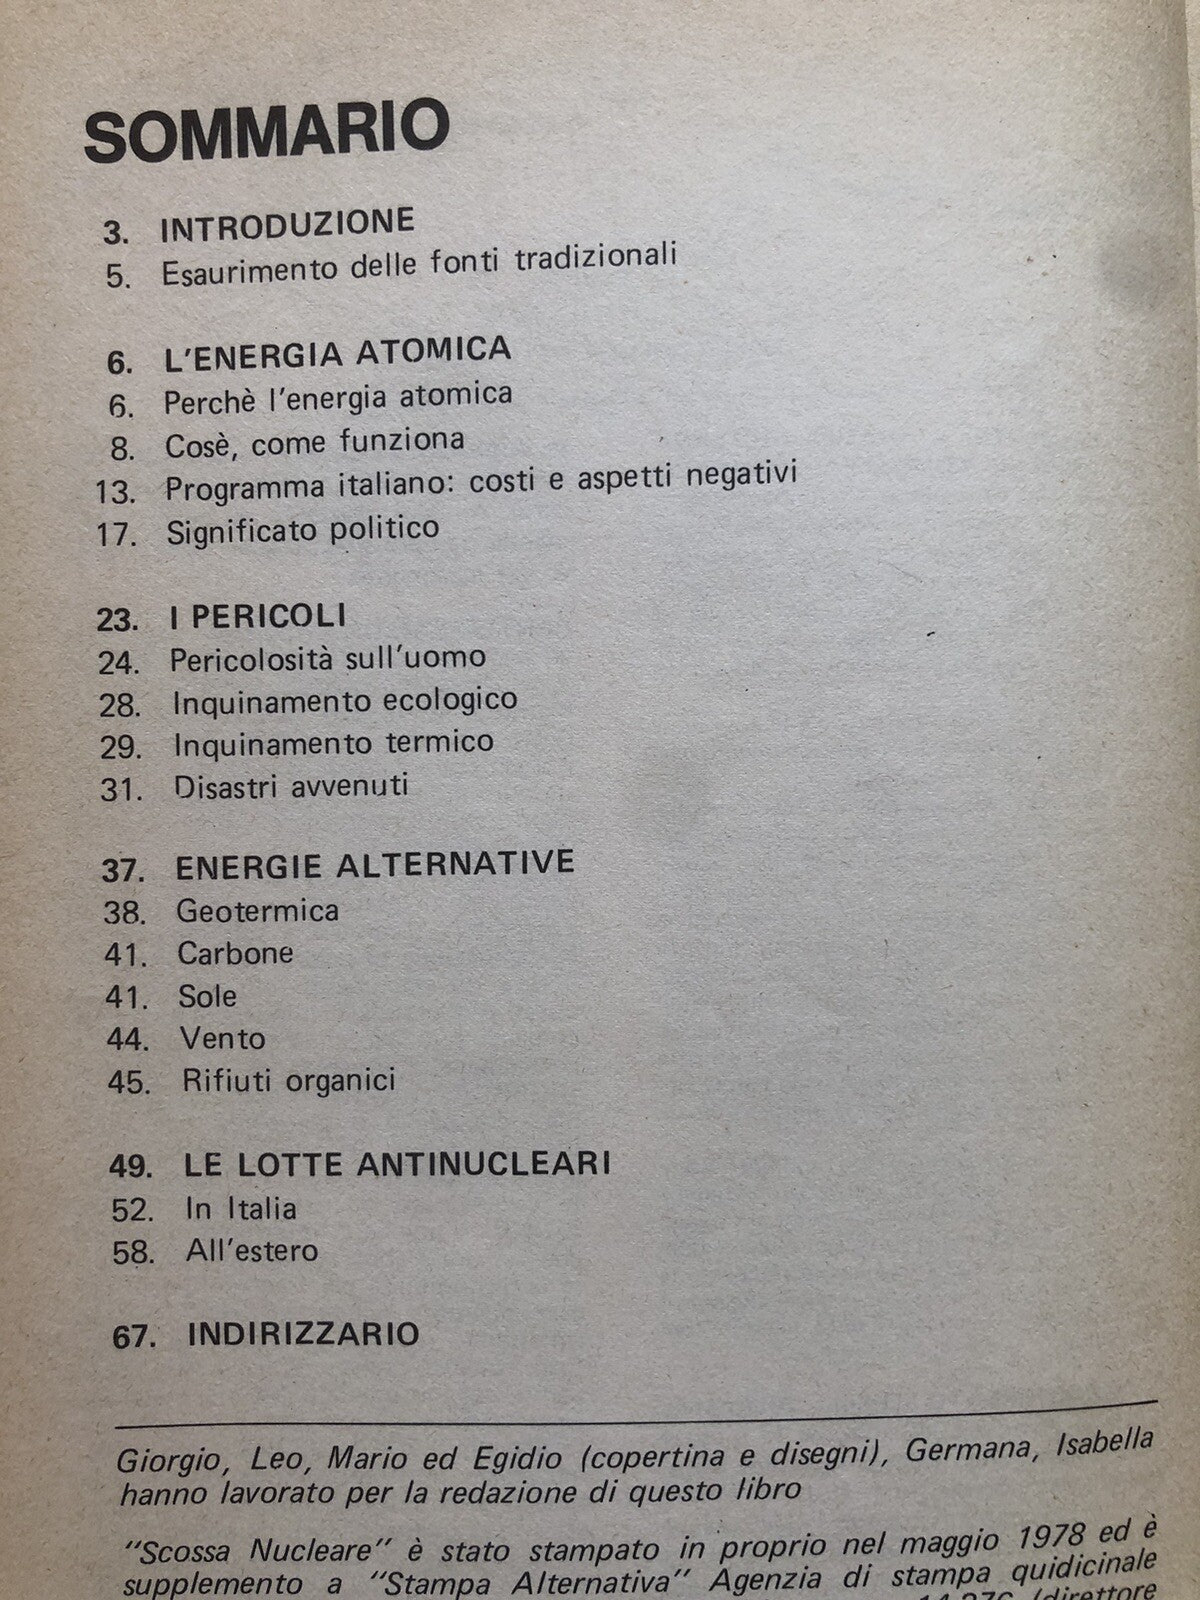 SOMMARIO
3. INTRODUZIONE
5. Esaurimento delle fonti tradizionali
6. L'ENERGIA ATOMICA
6. Perchè l'energia atomica
8. Cosè, come funziona
13. Programma italiano: costi e aspetti negativi
17. Significato politico
23. I PERICOLI
24. Pericolosità sull'uomo
28. Inquinamento ecologico
29. Inquinamento termico
31. Disastri avvenuti
37. ENERGIE ALTERNATIVE
38. Geotermica
41. Carbone
41. Sole
44. Vento
45. Rifiuti organici
49. LE LOTTE ANTINUCLEARI
52. In Italia
58. All'estero
67. INDIRIZZARIO
Giorgio, Leo, Mario ed Egidio (copertina e disegni), Germana, Isabella
hanno lavorato per la redazione di questo libro
"Scossa Nucleare" è stato stampato in proprio nel maggio 1978 ed è
supplemento a "Stampa Alternativa" Agenzia di stampa quidicinale
(direttore